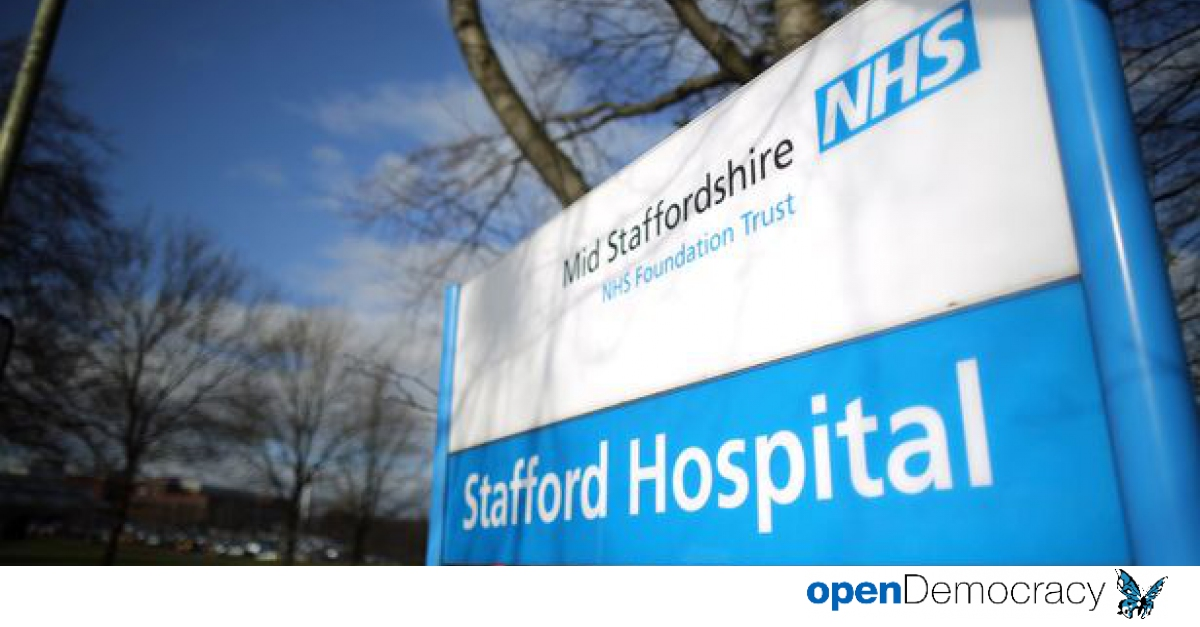 NHS
Mid Staffordshire
NHS Foundation Trust
Stafford Hospital
openDemocracy